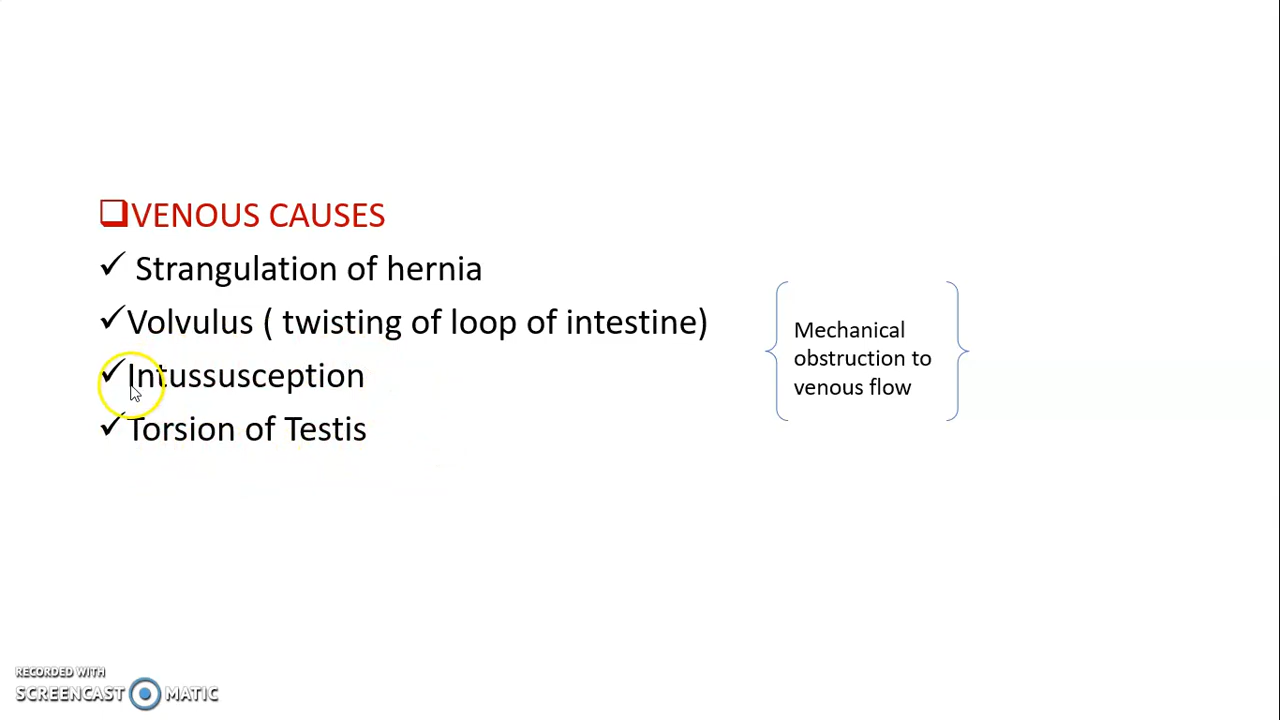 VENOUS CAUSES
Strangulation of hernia
Volvulus ( twisting of loop of intestine)
Intussusception
Torsion of Testis
Mechanical
obstruction to
venous flow
RECORDED WITH
SCREENCAST MATIC